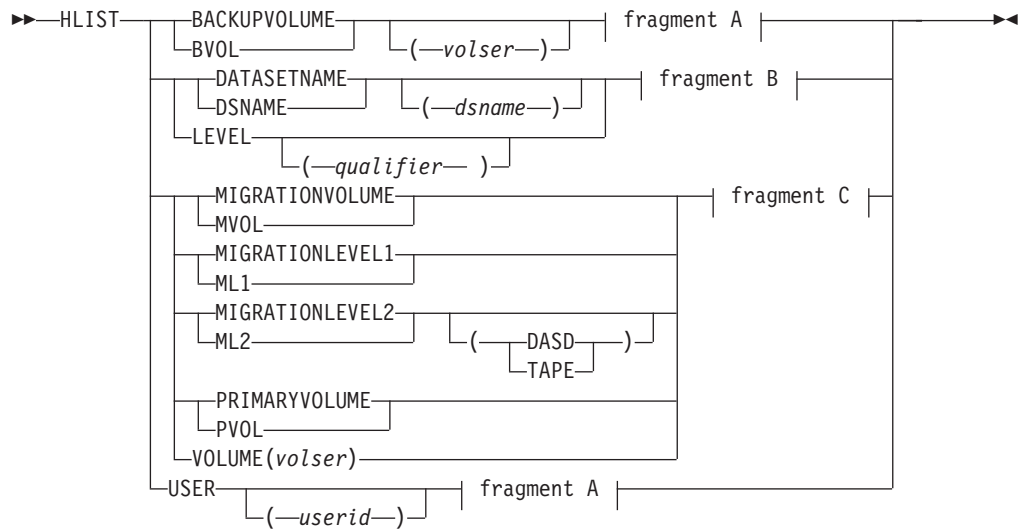 HLIST BACKUPVOLUME fragment A
BVOL ( volser )
DATASETNAME fragment B
DSNAME ( dsname )
LEVEL
( qualifier )
MIGRATIONVOLUME fragment C
MVOL
MIGRATIONLEVEL1
ML1
MIGRATIONLEVEL2
ML2 ( DASD )
TAPE
PRIMARYVOLUME
PVOL
VOLUME(volser)
USER fragment A
( userid )